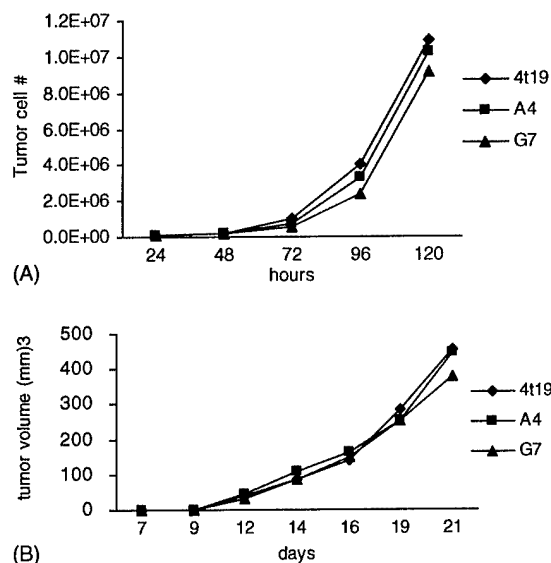 1.2E+07
1.0E+07
8.0E+06
6.0E+06
4.0E+06
2.0E+06
0.0E+00
Tumor cell #
24 48 72 96 120
hours
4t19
A4
G7
(A)
500
400
300
200
100
0
tumor volume (mm)3
7 9 12 14 16 19 21
days
4t19
A4
G7
(B)